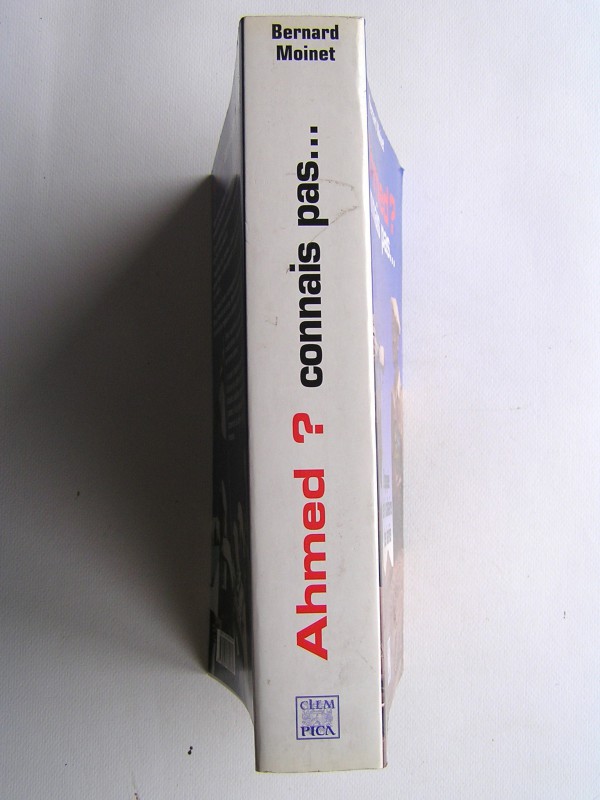 Bernard
Moinet
Ahmed ? connais pas...
CLEM
PICA